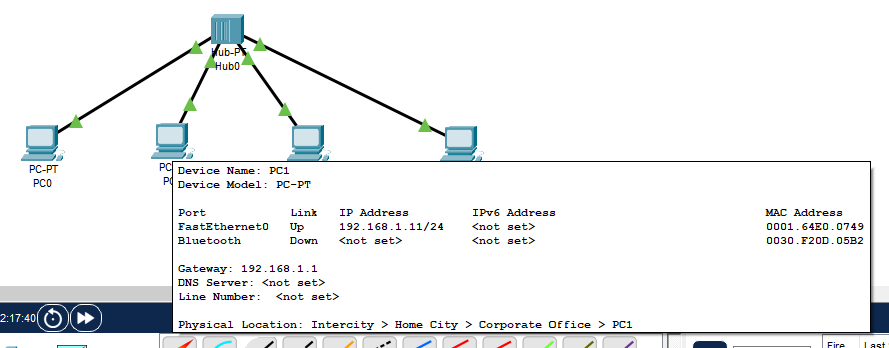 Hub-PT
Hub0
PC-PT
PC0
Device Name: PC1
Device Model: PC-PT
Port Link IP Address IPv6 Address MAC Address
FastEthernet0 Up 192.168.1.11/24 <not set> 0001.64E0.0749
Bluetooth Down <not set> <not set> 0030.F20D.05B2
Gateway: 192.168.1.1
DNS Server: <not set>
Line Number: <not set>
Physical Location: Intercity > Home City > Corporate Office > PC1
2:17:40
Fire Last